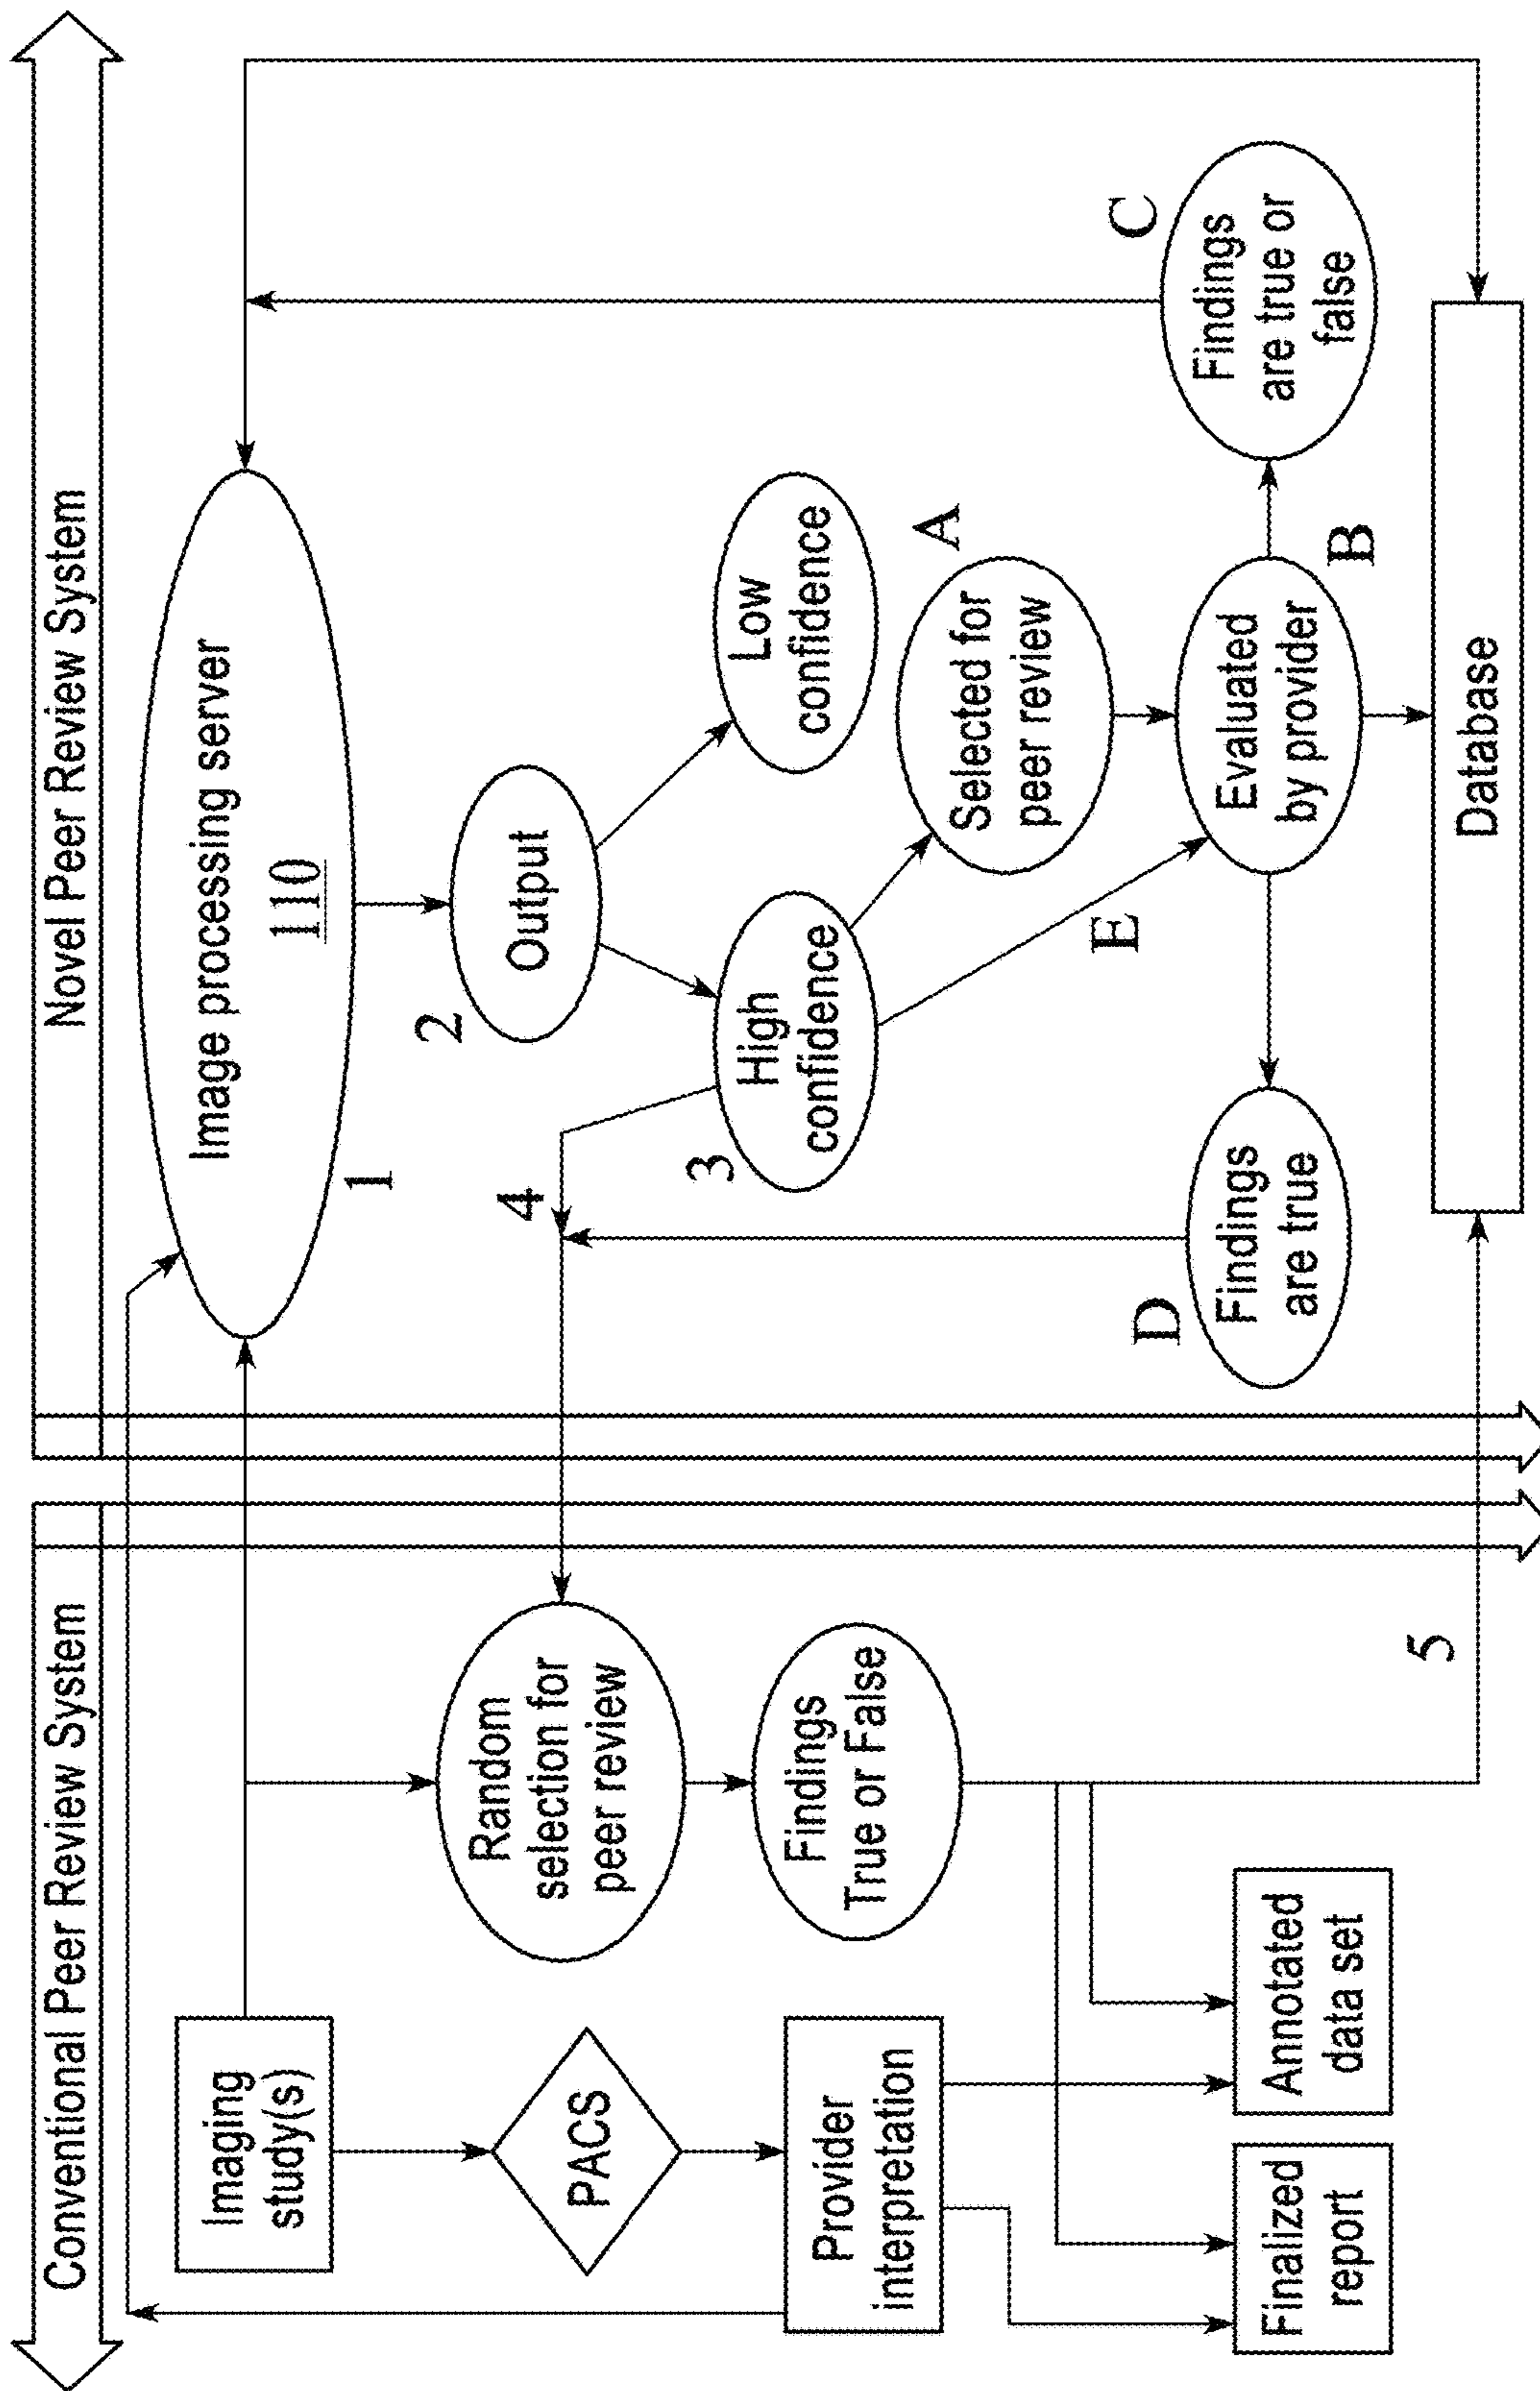 Conventional Peer Review System
Novel Peer Review System
Imaging
study(s)
PACS
Provider
interpretation
Finalized
report
Annotated
data set
Random
selection for
peer review
Findings
True or False
5
Image processing server
110
1
2
Output
3
High
confidence
4
Low
confidence
A
Selected for
peer review
E
Evaluated
by provider
B
C
Findings
are true or
false
D
Findings
are true
Database